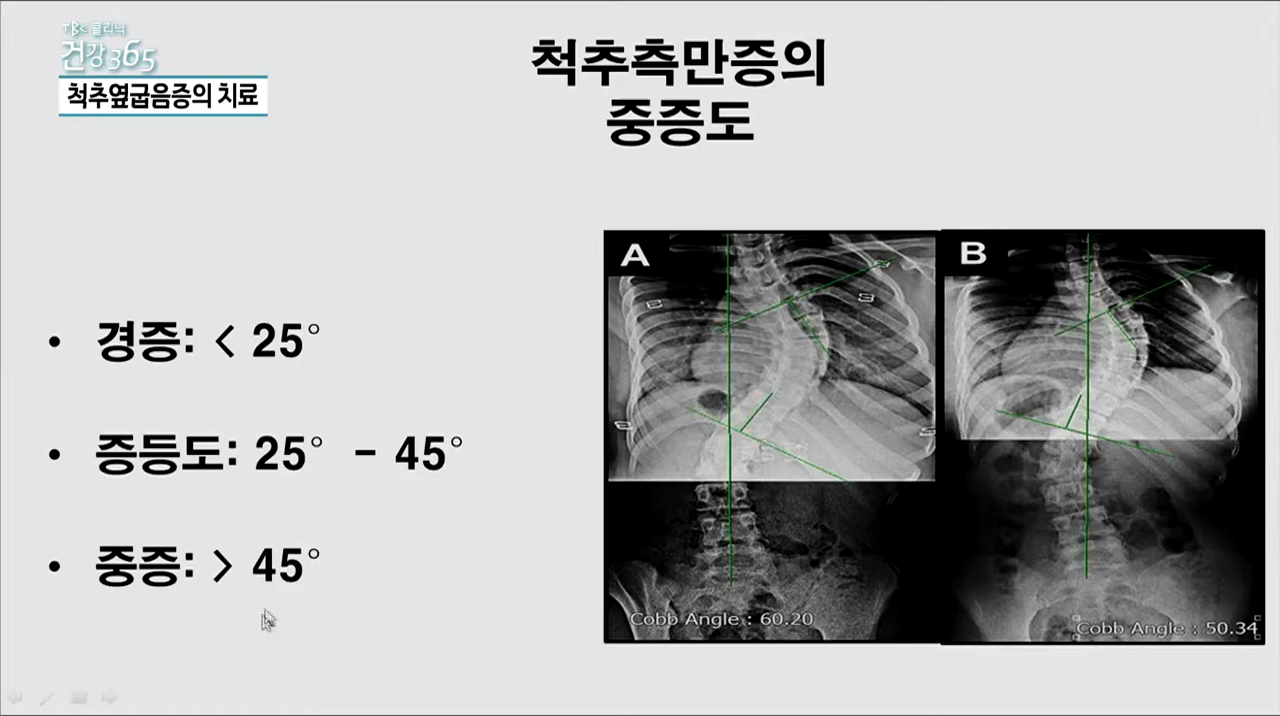 TBC 클리닉
건강365
척추옆굽음증의 치료
척추측만증의
중증도
• 경증: < 25°
• 증등도: 25° - 45°
• 중증: > 45°
A
B
Cobb Angle : 60.20
Cobb Angle : 50.34